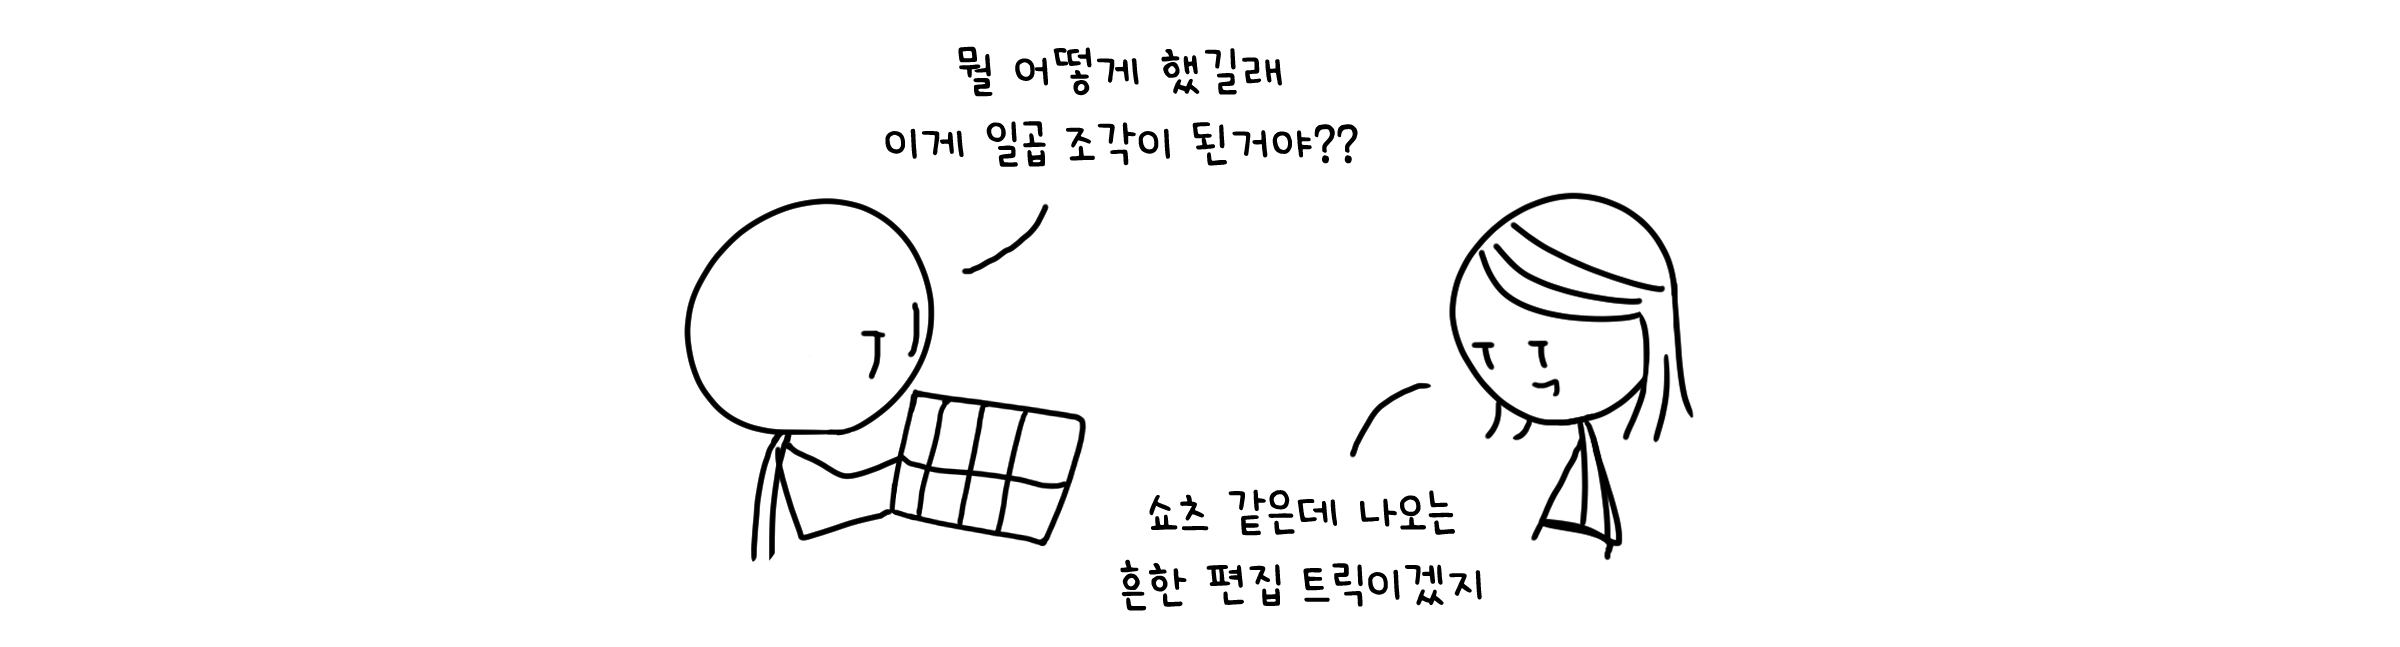 뭘 어떻게 했길래
이게 일곱 조각이 된거야??
쇼츠 같은데 나오는
흔한 편집 트릭이겠지